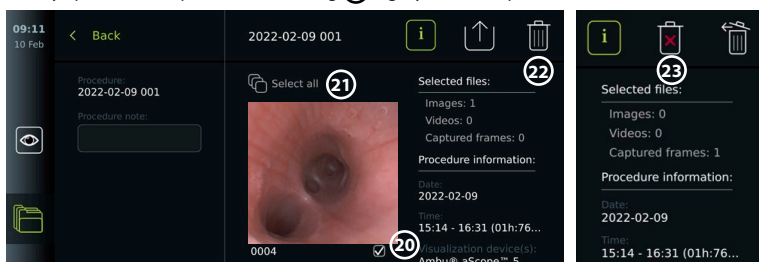 09:11
10 Feb
Back
2022-02-09 001
i
22
Procedure:
2022-02-09 001
Procedure note:
Select all
21
0004
20
Selected files:
Images: 1
Videos: 0
Captured frames: 0
Procedure information:
Date:
2022-02-09
Time:
15:14 - 16:31 (01h:76...
Visualization device(s):
Ambu® aScope™ 5
i
23
Selected files:
Images: 0
Videos: 0
Captured frames: 1
Procedure information:
Date:
2022-02-09
Time:
15:14 - 16:31 (01h:76...